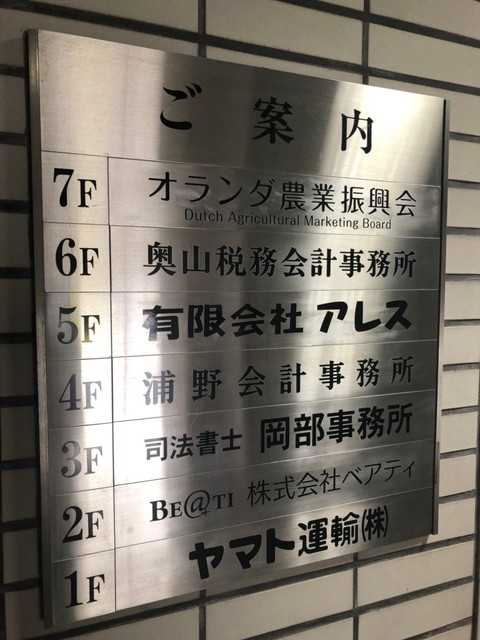 ご案内
7F オランダ農業振興会
Dutch Agricultural Marketing Board
6F 奥山税務会計事務所
5F 有限会社 アレス
4F 浦野会計事務所
3F 司法書士 岡部事務所
2F BE@TI 株式会社ベアティ
1F ヤマト運輸㈱